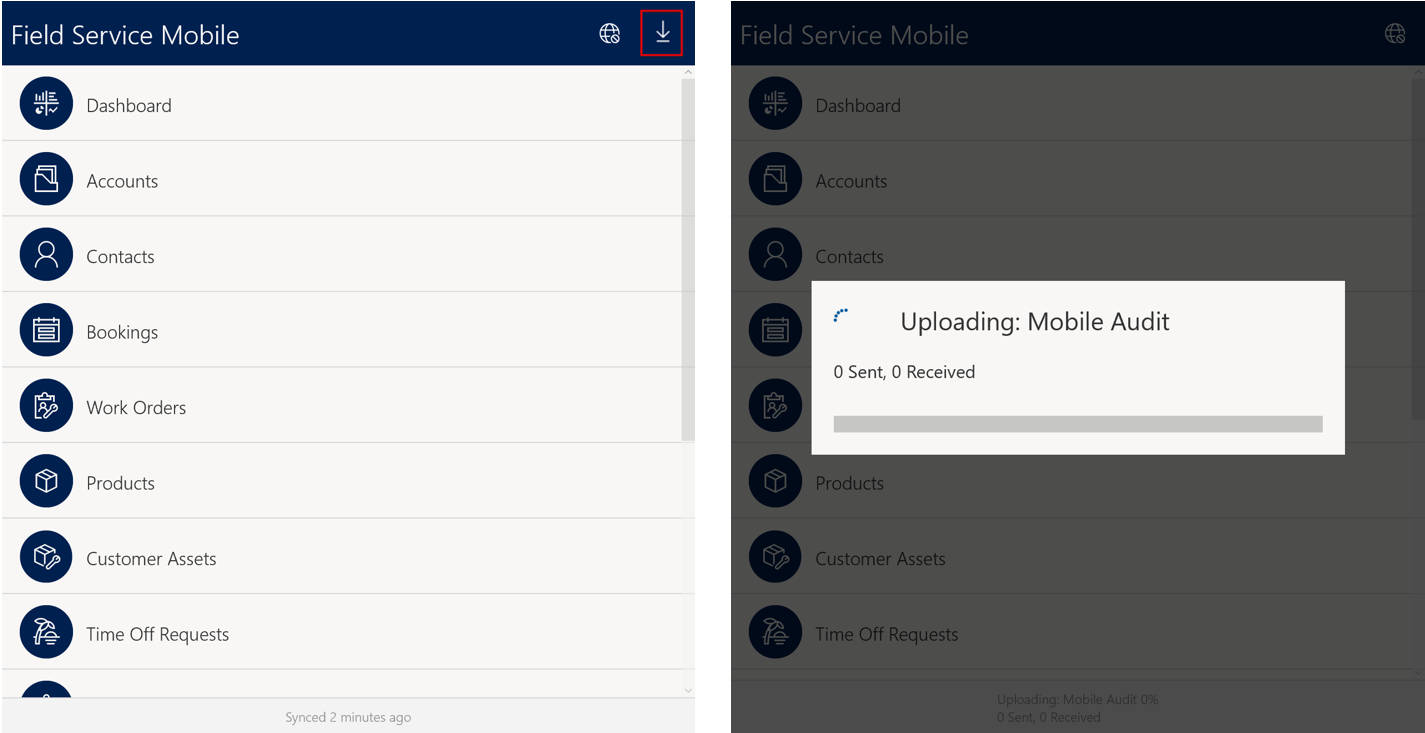 Field Service Mobile
Dashboard
Accounts
Contacts
Bookings
Work Orders
Products
Customer Assets
Time Off Requests
Synced 2 minutes ago
Field Service Mobile
Dashboard
Accounts
Contacts
Uploading: Mobile Audit
0 Sent, 0 Received
Products
Customer Assets
Time Off Requests
Uploading: Mobile Audit 0%
0 Sent, 0 Received